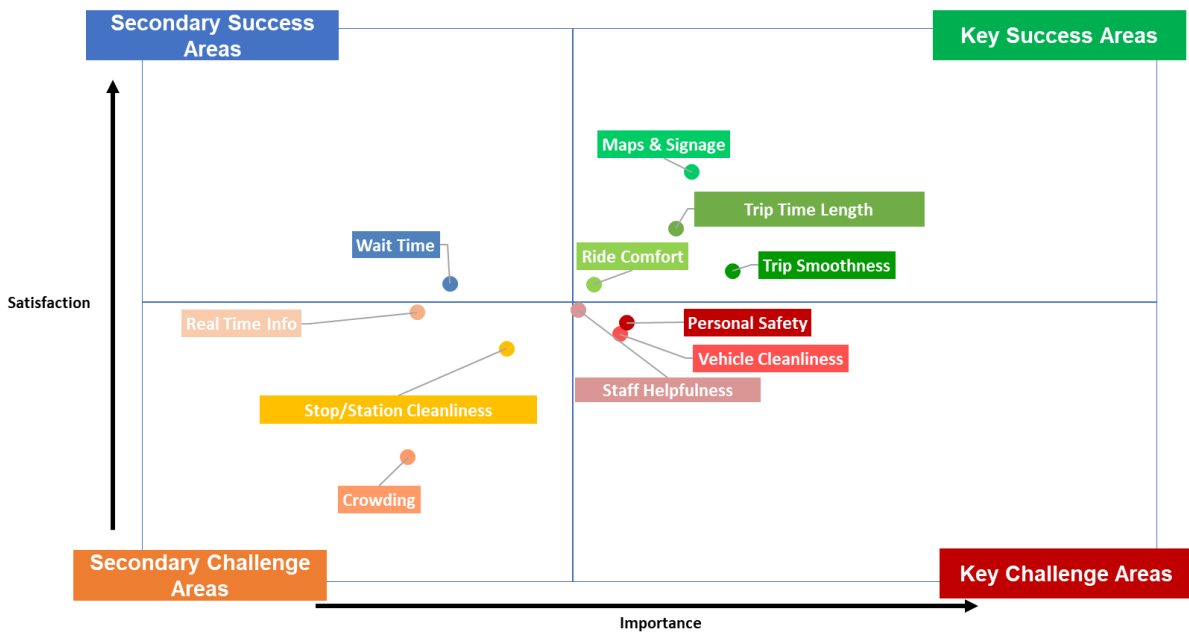 Secondary Success
Areas
Key Success Areas
Maps & Signage
Trip Time Length
Wait Time
Ride Comfort
Trip Smoothness
Satisfaction
Real Time Info
Personal Safety
Vehicle Cleanliness
Staff Helpfulness
Stop/Station Cleanliness
Crowding
Secondary Challenge
Areas
Key Challenge Areas
Importance